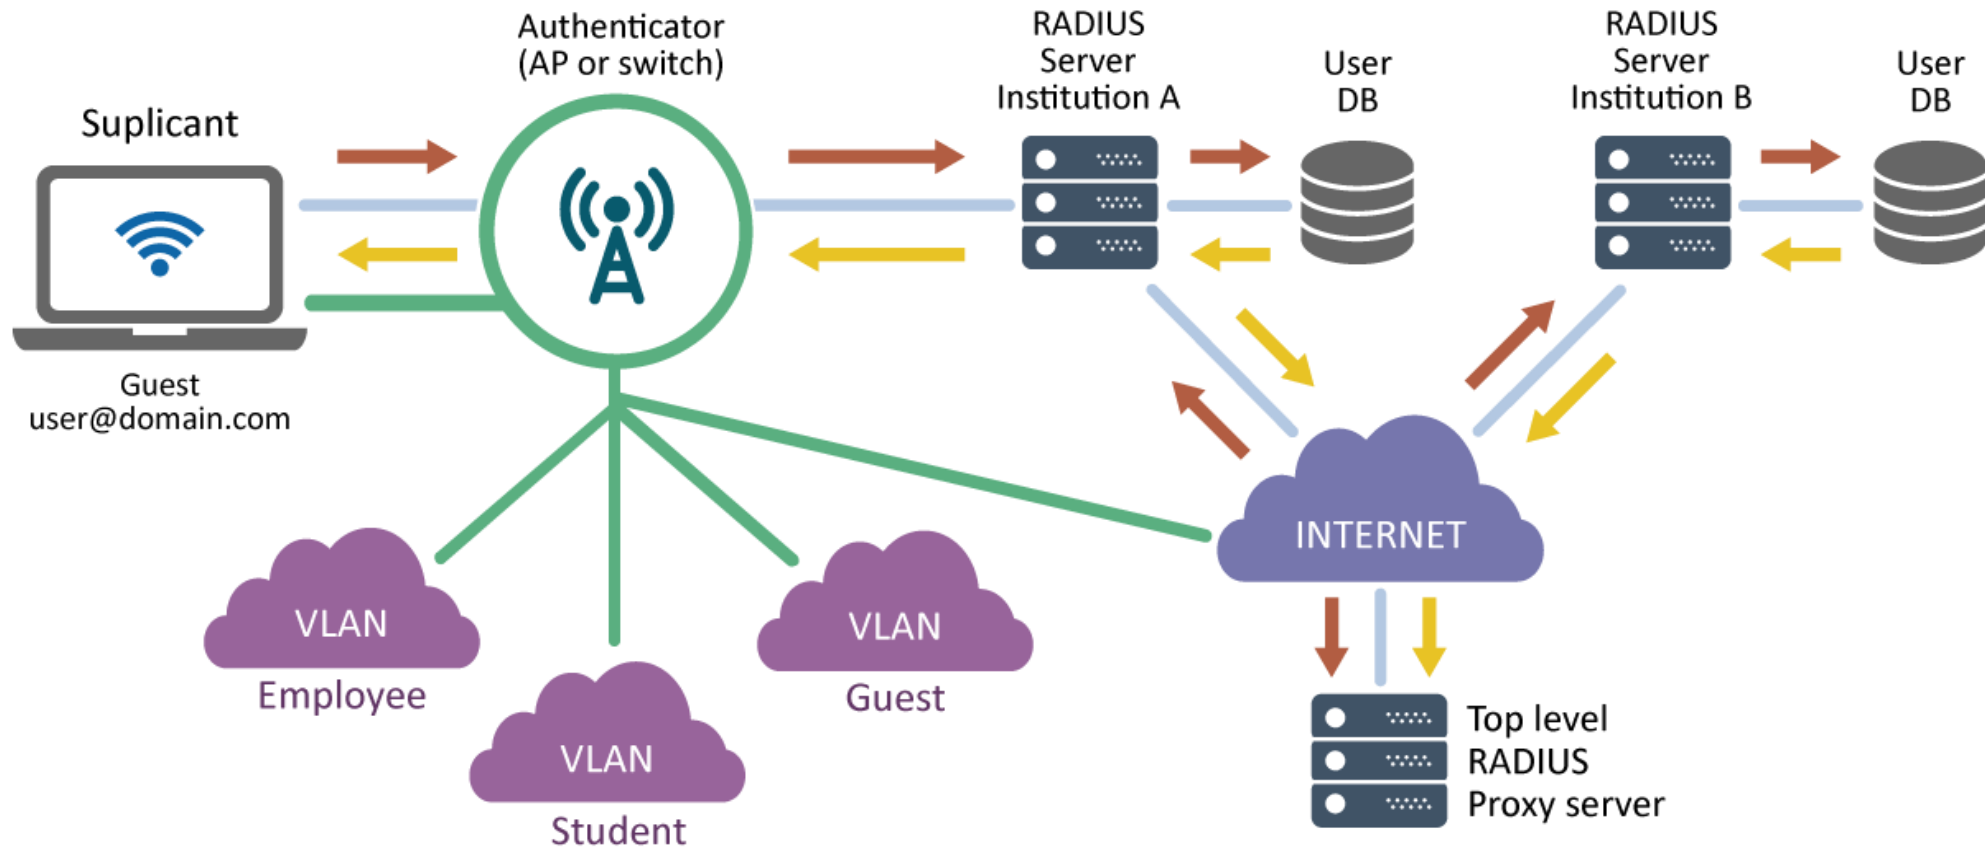 Suplicant
Guest
user@domain.com
Authenticator
(AP or switch)
RADIUS
Server
Institution A
User
DB
RADIUS
Server
Institution B
User
DB
INTERNET
VLAN
Employee
VLAN
Student
VLAN
Guest
Top level
RADIUS
Proxy server